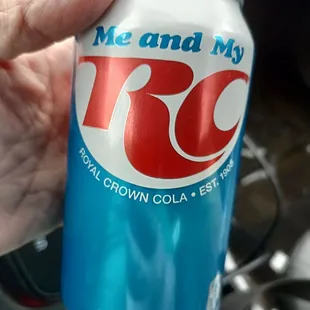 Me and My
RC
ROYAL CROWN COLA • EST. 1905